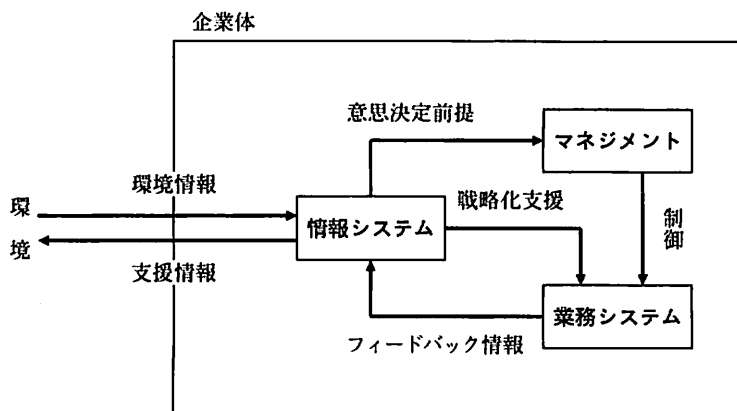 企業体
意思決定前提
マネジメント
環境情報
戦略化支援
環境
情報システム
制御
支援情報
業務システム
フィードバック情報